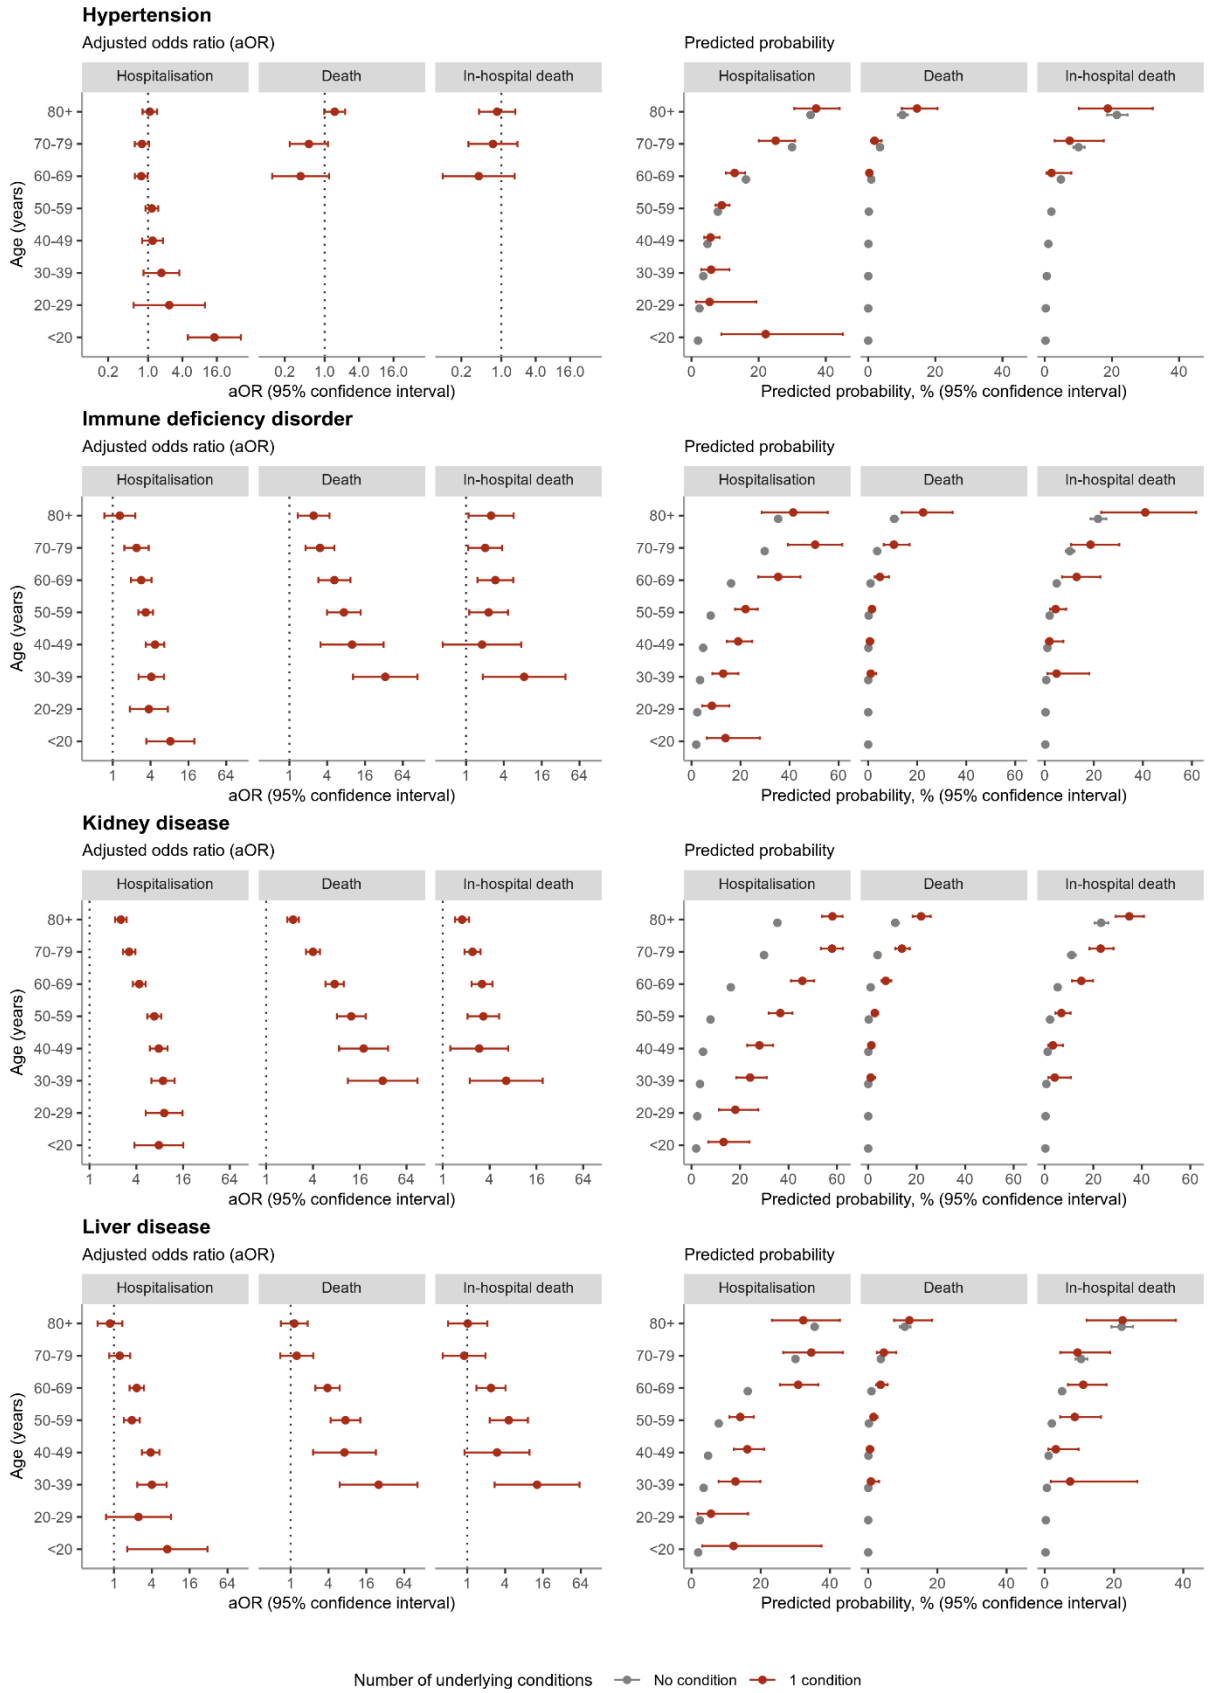 Hypertension
Adjusted odds ratio (aOR) Predicted probability
Hospitalisation Death In-hospital death Hospitalisation Death In-hospital death
Age (years)
80+
70-79
60-69
50-59
40-49
30-39
20-29
<20
0.2 1.0 4.0 16.0 0.2 1.0 4.0 16.0 0.2 1.0 4.0 16.0 0 20 40 0 20 40 0 20 40
aOR (95% confidence interval) Predicted probability, % (95% confidence interval)
Immune deficiency disorder
Adjusted odds ratio (aOR) Predicted probability
Hospitalisation Death In-hospital death Hospitalisation Death In-hospital death
Age (years)
80+
70-79
60-69
50-59
40-49
30-39
20-29
<20
1 4 16 64 1 4 16 64 1 4 16 64 0 20 40 60 0 20 40 60 0 20 40 60
aOR (95% confidence interval) Predicted probability, % (95% confidence interval)
Kidney disease
Adjusted odds ratio (aOR) Predicted probability
Hospitalisation Death In-hospital death Hospitalisation Death In-hospital death
Age (years)
80+
70-79
60-69
50-59
40-49
30-39
20-29
<20
1 4 16 64 1 4 16 64 1 4 16 64 0 20 40 60 0 20 40 60 0 20 40 60
aOR (95% confidence interval) Predicted probability, % (95% confidence interval)
Liver disease
Adjusted odds ratio (aOR) Predicted probability
Hospitalisation Death In-hospital death Hospitalisation Death In-hospital death
Age (years)
80+
70-79
60-69
50-59
40-49
30-39
20-29
<20
1 4 16 64 1 4 16 64 1 4 16 64 0 20 40 0 20 40 0 20 40
aOR (95% confidence interval) Predicted probability, % (95% confidence interval)
Number of underlying conditions No condition 1 condition